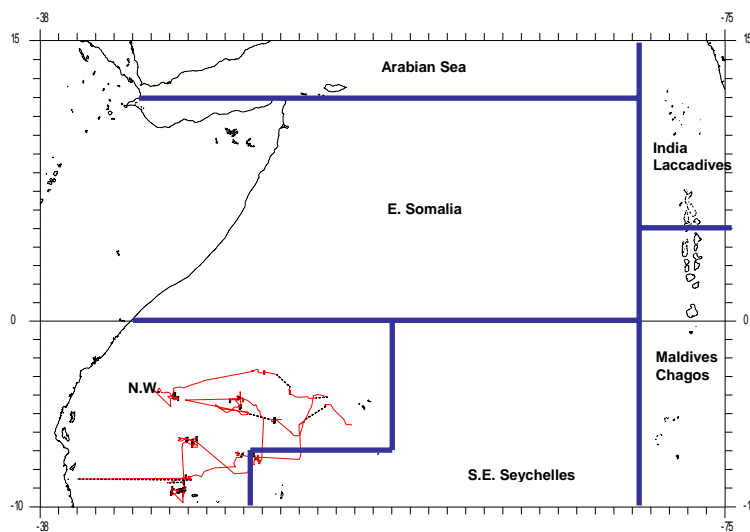 -38 -75
15 15
Arabian Sea
India
Laccadives
E. Somalia
0 0
Maldives
Chagos
N.W.
S.E. Seychelles
-10 -10
-38 -75